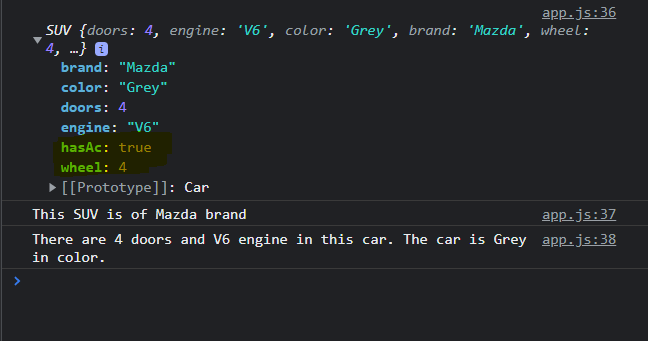 app.js:36
SUV {doors: 4, engine: 'V6', color: 'Grey', brand: 'Mazda', wheel:
4, …} i
brand: "Mazda"
color: "Grey"
doors: 4
engine: "V6"
hasAc: true
wheel: 4
[[Prototype]]: Car
This SUV is of Mazda brand app.js:37
There are 4 doors and V6 engine in this car. The car is Grey app.js:38
in color.